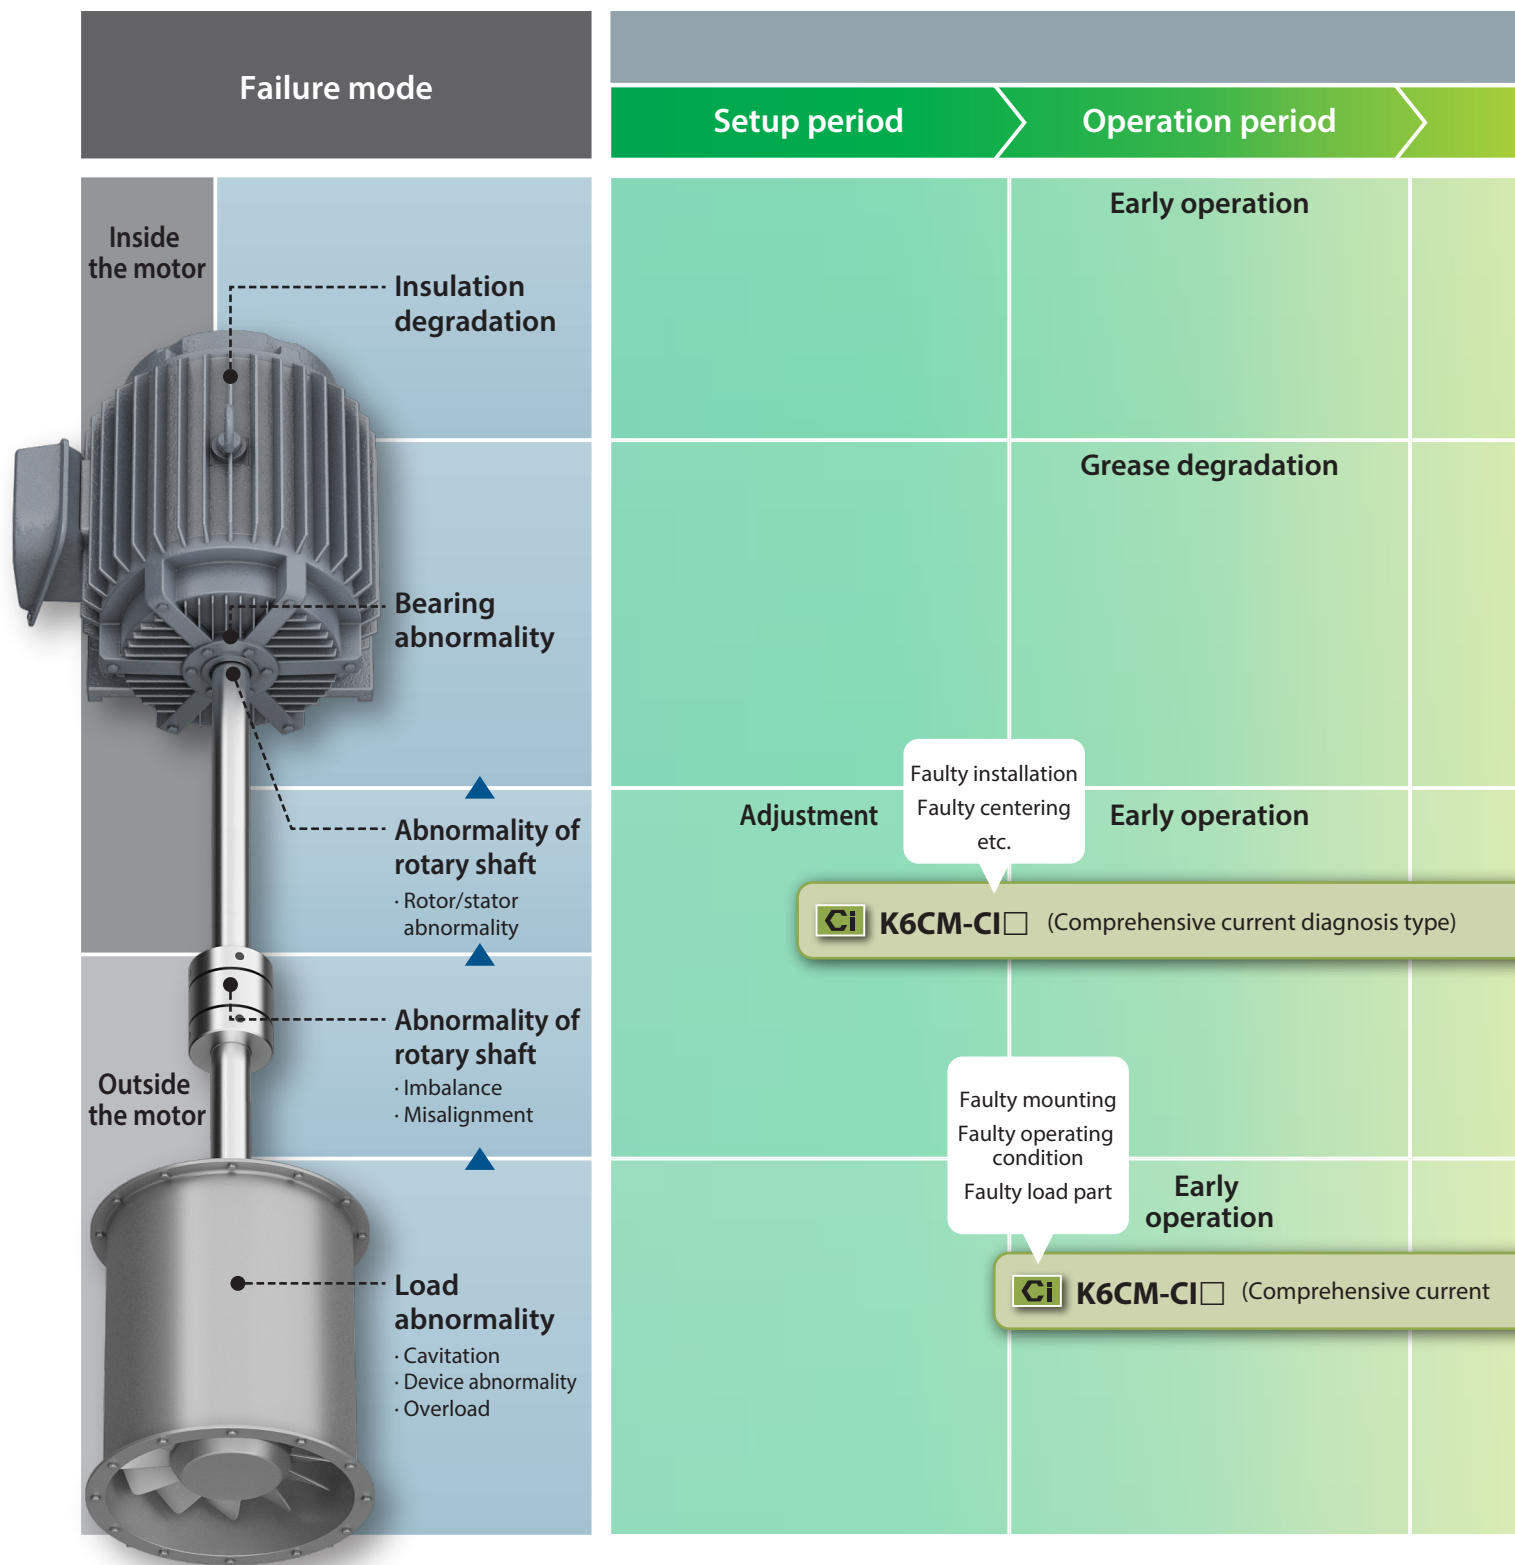 Failure mode
Setup period
Operation period
Inside
the motor
Insulation
degradation
Early operation
Bearing
abnormality
Grease degradation
Abnormality of
rotary shaft
· Rotor/stator
abnormality
Adjustment
Faulty installation
Faulty centering
etc.
Early operation
Ci K6CM-CI□ (Comprehensive current diagnosis type)
Outside
the motor
Abnormality of
rotary shaft
· Imbalance
· Misalignment
Faulty mounting
Faulty operating
condition
Faulty load part
Early
operation
Load
abnormality
· Cavitation
· Device abnormality
· Overload
Ci K6CM-CI□ (Comprehensive current